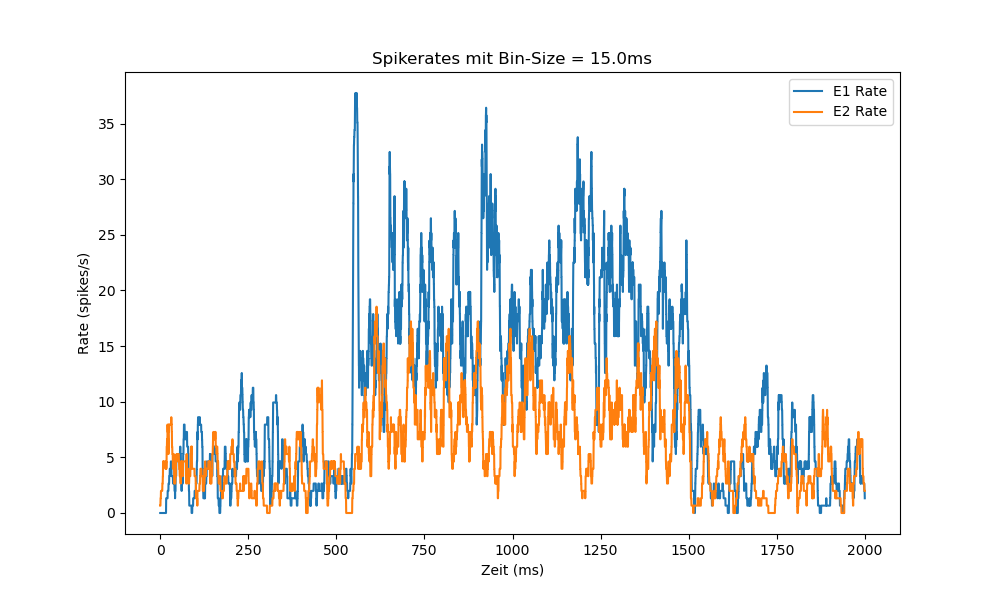 Spikerates mit Bin-Size = 15.0ms
E1 Rate
E2 Rate
Rate (spikes/s)
35
30
25
20
15
10
5
0
0 250 500 750 1000 1250 1500 1750 2000
Zeit (ms)